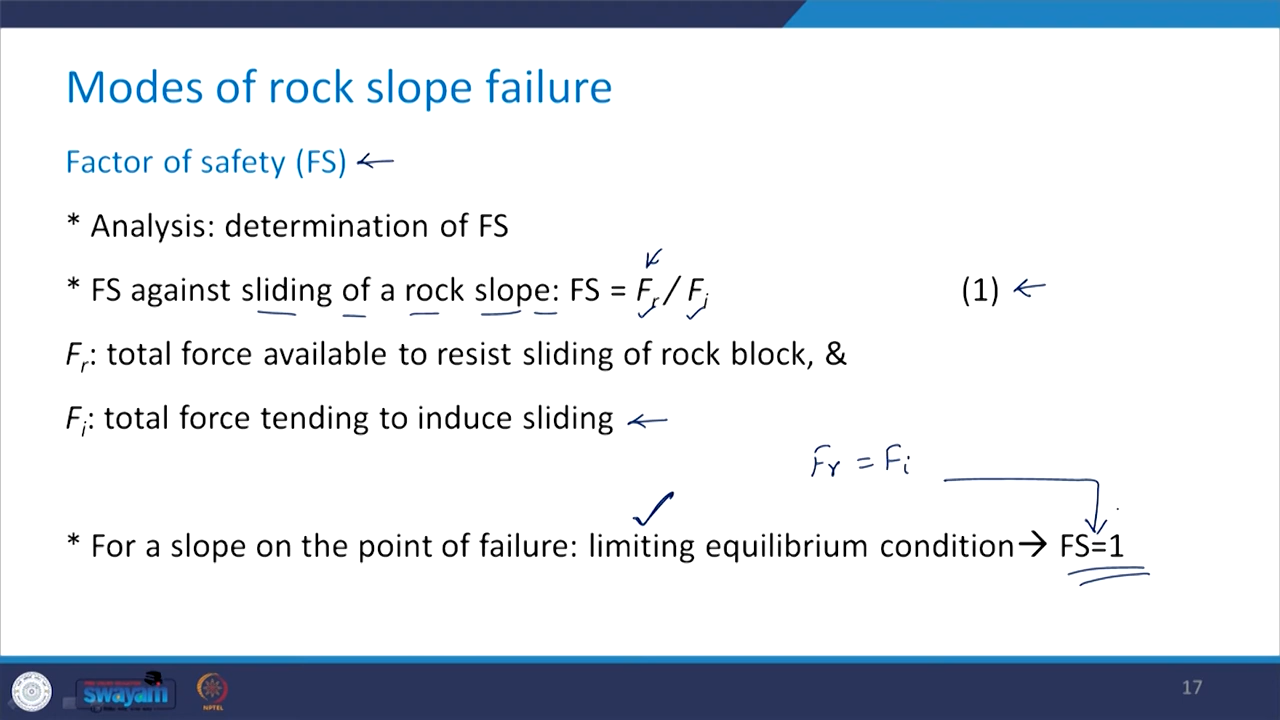 Modes of rock slope failure
Factor of safety (FS) ←
* Analysis: determination of FS
* FS against sliding of a rock slope: FS = Fr / Fi (1) ←
Fr: total force available to resist sliding of rock block, &
Fi: total force tending to induce sliding ←
Fr = Fi
* For a slope on the point of failure: limiting equilibrium condition→ FS=1
swayam
NPTEL
17